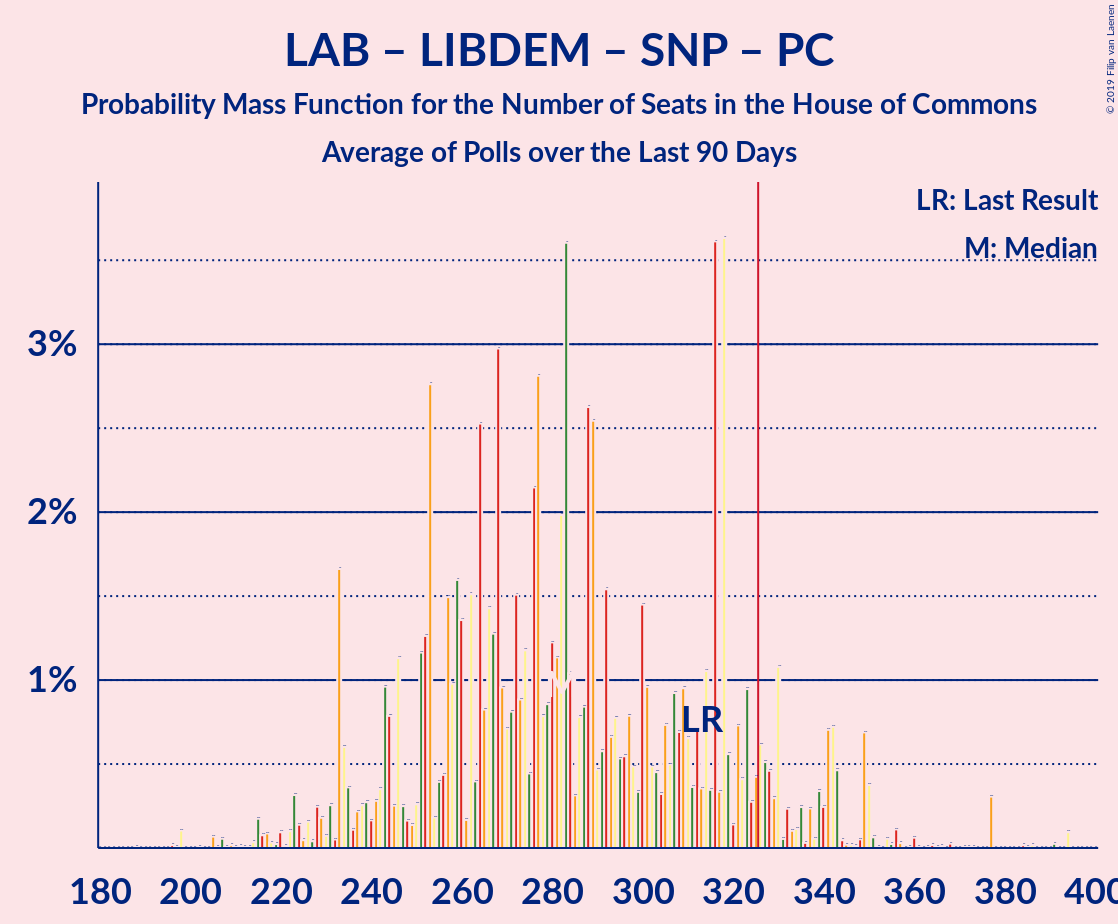 LAB – LIBDEM – SNP – PC
Probability Mass Function for the Number of Seats in the House of Commons
Average of Polls over the Last 90 Days
© 2019 Filip van Laenen
LR: Last Result
M: Median
3%
2%
1%
LR
180 200 220 240 260 280 300 320 340 360 380 400